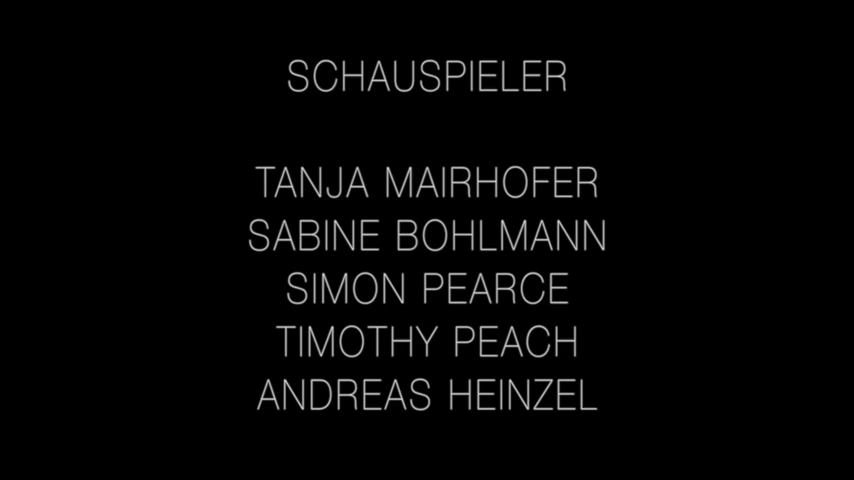 SCHAUSPIELER
TANJA MAIRHOFER
SABINE BOHLMANN
SIMON PEARCE
TIMOTHY PEACH
ANDREAS HEINZEL